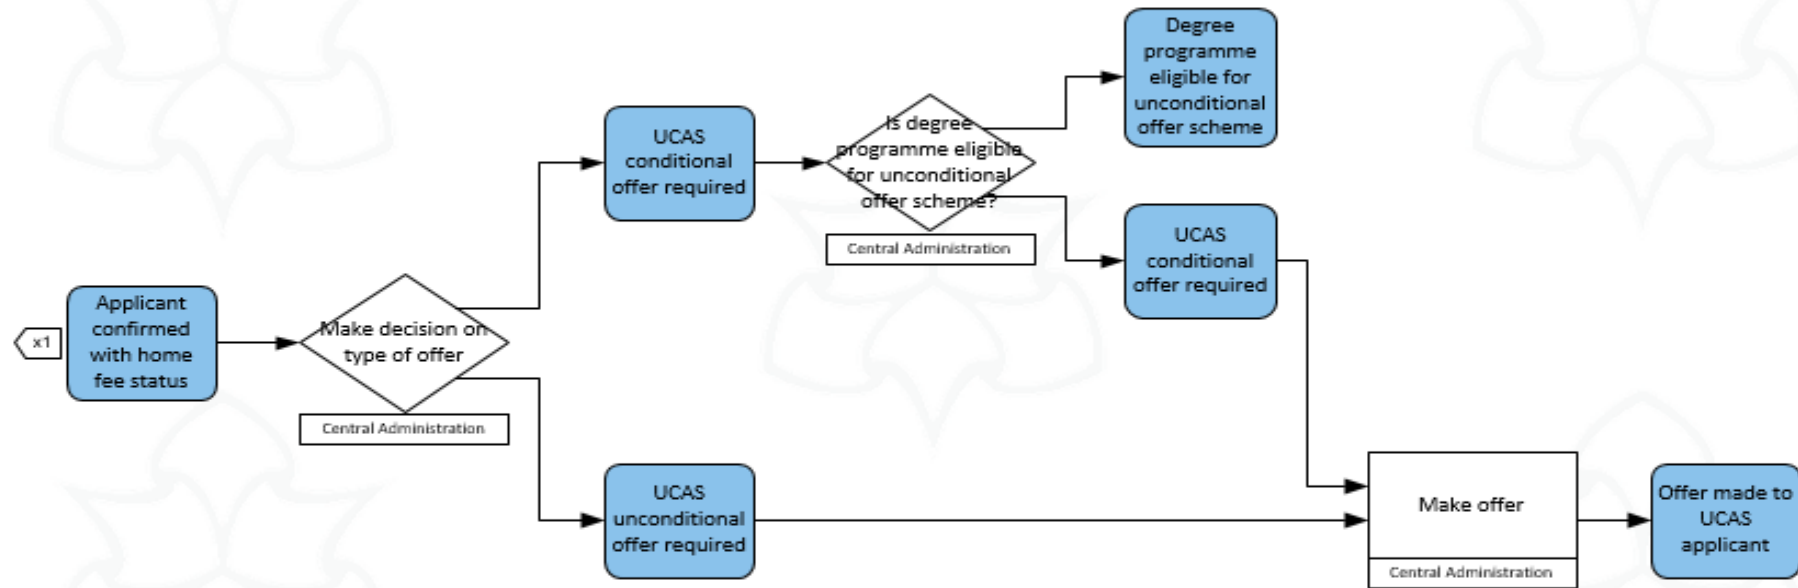 x1
Applicant
confirmed
with home
fee status
Make decision on
type of offer
Central Administration
UCAS
conditional
offer required
Is degree
programme eligible
for unconditional
offer scheme?
Central Administration
Degree
programme
eligible for
unconditional
offer scheme
UCAS
conditional
offer required
UCAS
unconditional
offer required
Make offer
Central Administration
Offer made to
UCAS
applicant